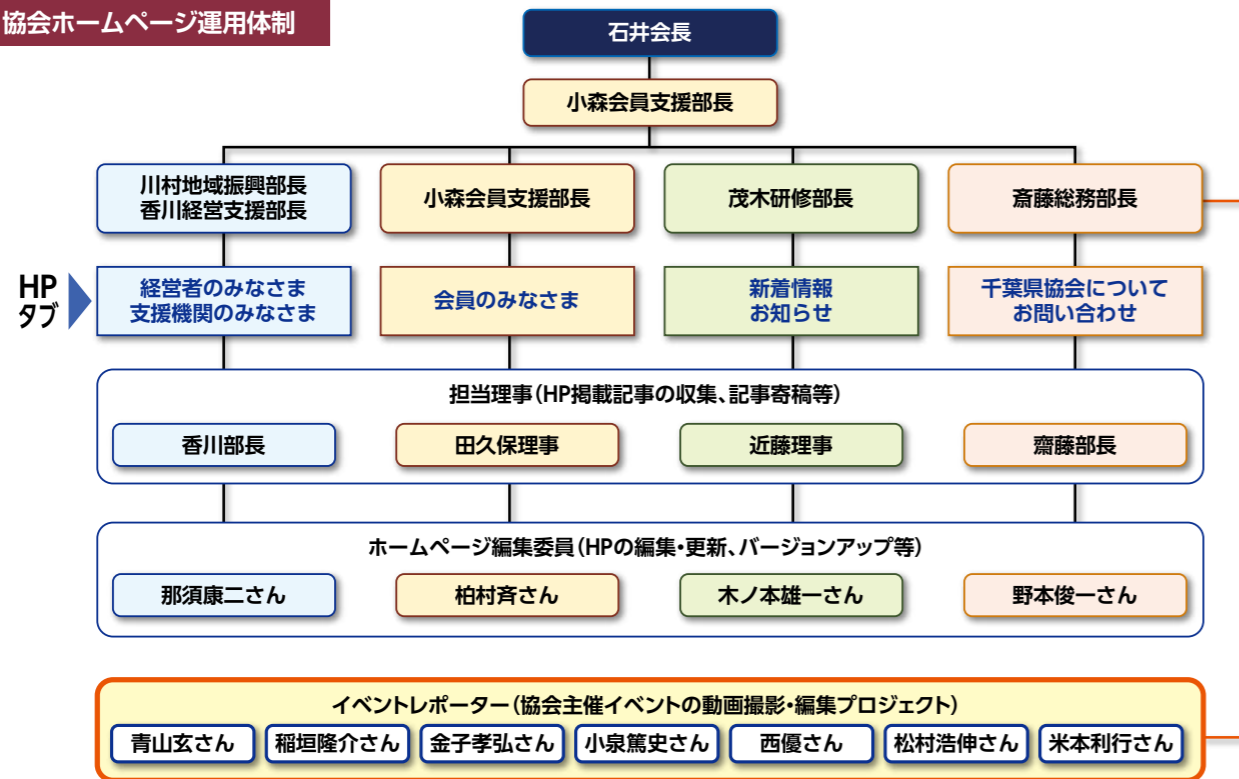 協会ホームページ運用体制
石井会長
小森会員支援部長
川村地域振興部長
香川経営支援部長
小森会員支援部長
茂木研修部長
斎藤総務部長
HP
タブ
経営者のみなさま
支援機関のみなさま
会員のみなさま
新着情報
お知らせ
千葉県協会について
お問い合わせ
担当理事(HP掲載記事の収集、記事寄稿等)
香川部長
田久保理事
近藤理事
齋藤部長
ホームページ編集委員(HPの編集・更新、バージョンアップ等)
那須康二さん
柏村斉さん
木ノ本雄一さん
野本俊一さん
イベントレポーター(協会主催イベントの動画撮影・編集プロジェクト)
青山玄さん
稲垣隆介さん
金子孝弘さん
小泉篤史さん
西優さん
松村浩伸さん
米本利行さん